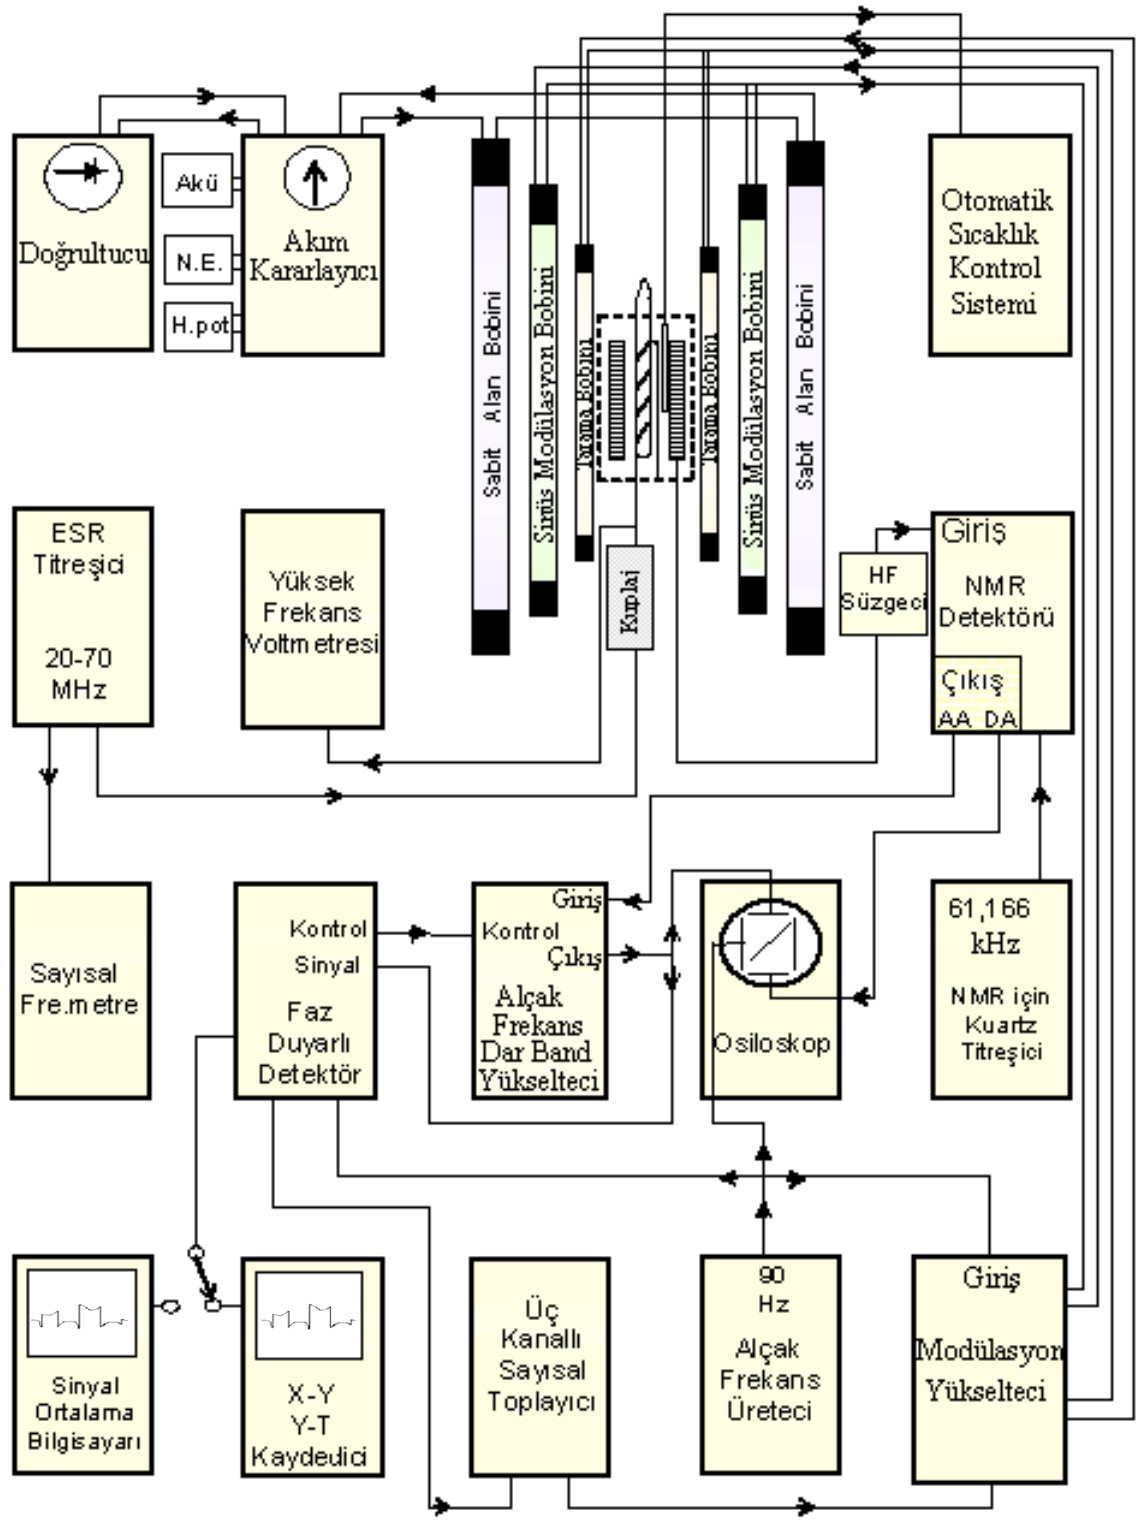 Doğrultucu
Akü
N.E.
H.pot
Akım
Kararlayıcı
Sabit Alan Bobini
Sinüs Modülasyon Bobini
Tarama Bobini
Tarama Bobini
Sinüs Modülasyon Bobini
Sabit Alan Bobini
Otomatik
Sıcaklık
Kontrol
Sistemi
ESR
Titreşici
20-70
MHz
Yüksek
Frekans
Voltmetresi
Kuplaj
HF
Süzgeci
Giriş
NMR
Detektörü
Çıkış
AA DA
Sayısal
Fre.metre
Kontrol
Sinyal
Faz
Duyarlı
Detektör
Giriş
Kontrol
Çıkış
Alçak
Frekans
Dar Band
Yükselteci
Osiloskop
61,166
kHz
NMR için
Kuartz
Titreşici
Sinyal
Ortalama
Bilgisayarı
X-Y
Y-T
Kaydedici
Üç
Kanallı
Sayısal
Toplayıcı
90
Hz
Alçak
Frekans
Üreteci
Giriş
Modülasyon
Yükselteci